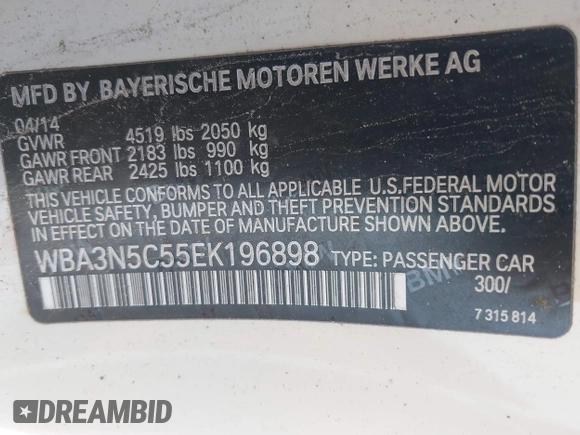 MFD BY BAYERISCHE MOTOREN WERKE AG
04/14
GVWR 4519 lbs 2050 kg
GAWR FRONT 2183 lbs 990 kg
GAWR REAR 2425 lbs 1100 kg
THIS VEHICLE CONFORMS TO ALL APPLICABLE U.S.FEDERAL MOTOR
VEHICLE SAFETY, BUMPER, AND THEFT PREVENTION STANDARDS
IN EFFECT ON THE DATE OF MANUFACTURE SHOWN ABOVE.
WBA3N5C55EK196898 TYPE: PASSENGER CAR
300/
7 315 814
DREAMBID